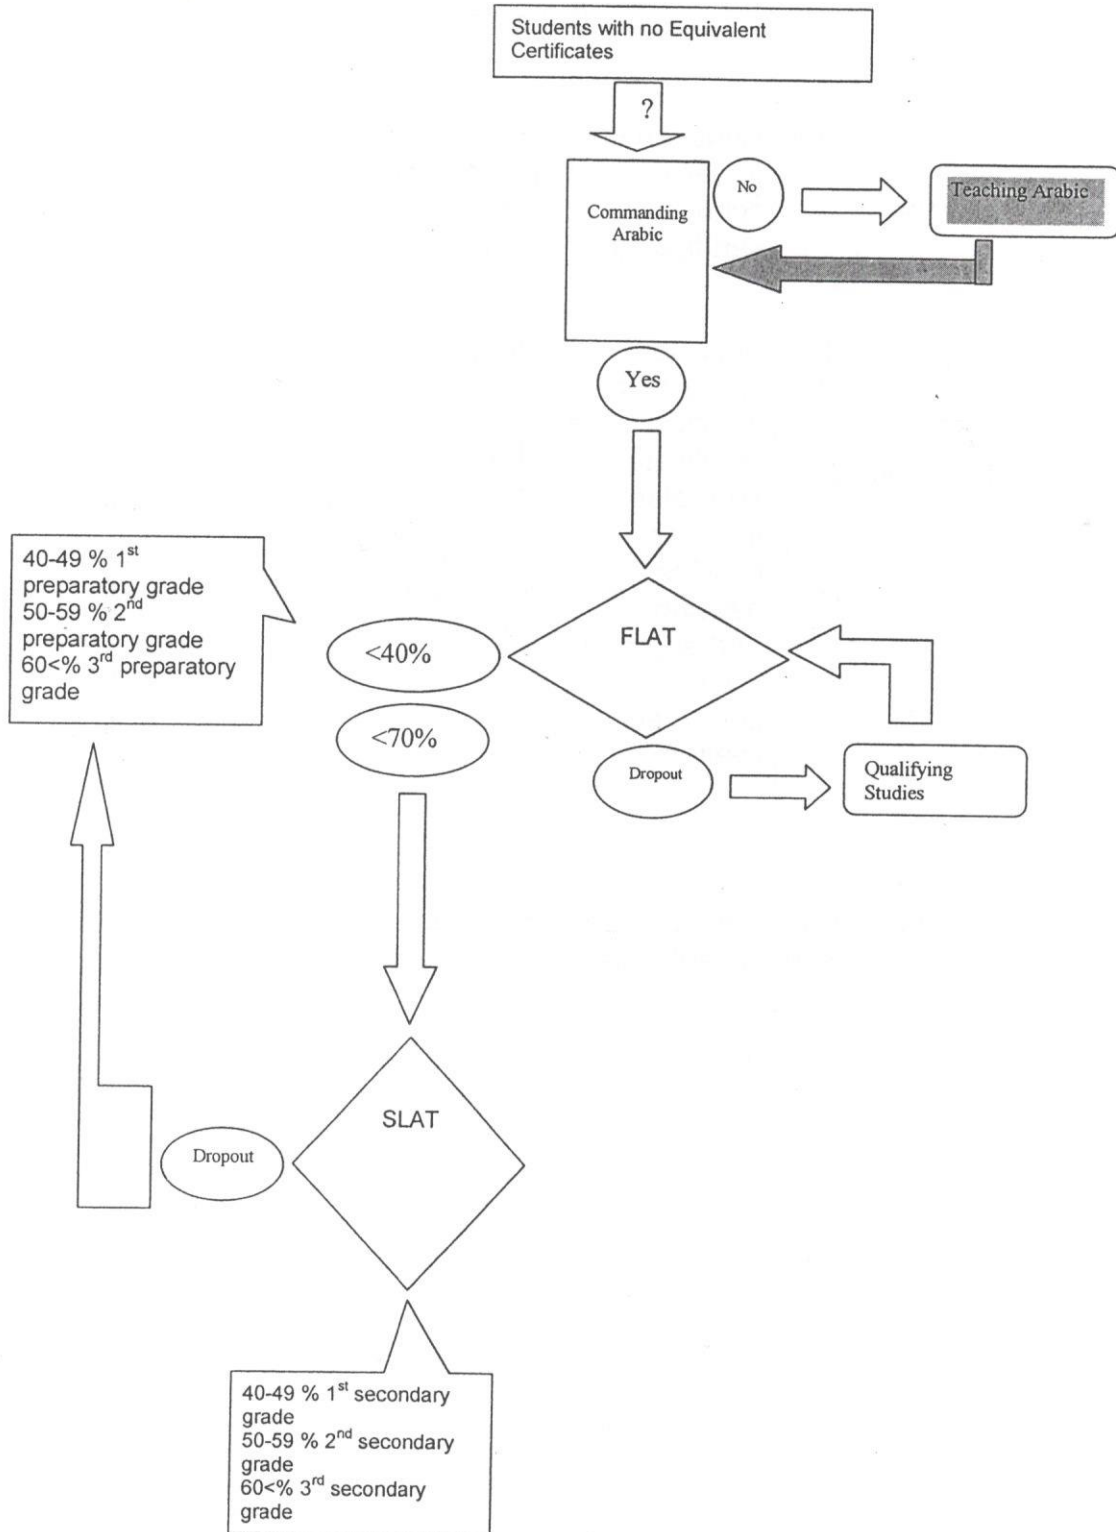 Students with no Equivalent
Certificates
?
Commanding
Arabic
No
Teaching Arabic
Yes
40-49 % 1st
preparatory grade
50-59 % 2nd
preparatory grade
60<% 3rd preparatory
grade
<40%
FLAT
<70%
Dropout
Qualifying
Studies
SLAT
Dropout
40-49 % 1st secondary
grade
50-59 % 2nd secondary
grade
60<% 3rd secondary
grade